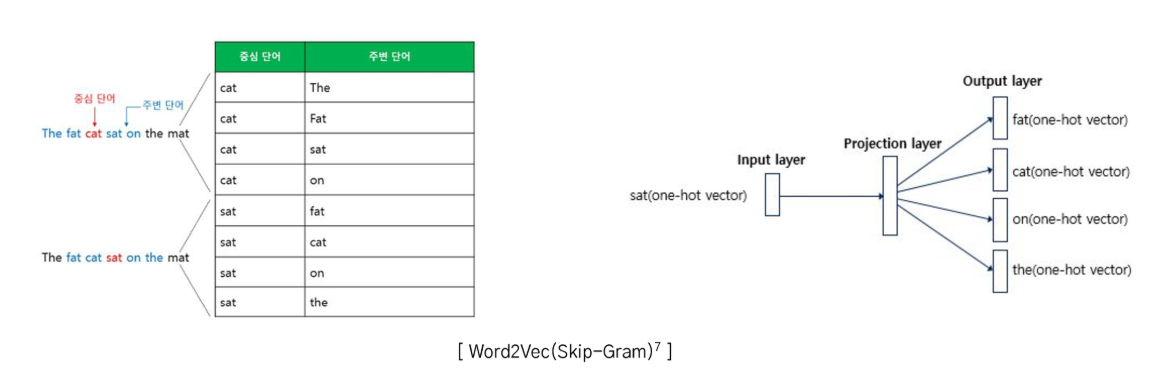 중심 단어 주변 단어
cat The
cat Fat
cat sat
cat on
sat fat
sat cat
sat on
sat the
중심 단어
주변 단어
The fat cat sat on the mat
The fat cat sat on the mat
Input layer
sat(one-hot vector)
Projection layer
Output layer
fat(one-hot vector)
cat(one-hot vector)
on(one-hot vector)
the(one-hot vector)
[ Word2Vec(Skip-Gram)⁷ ]